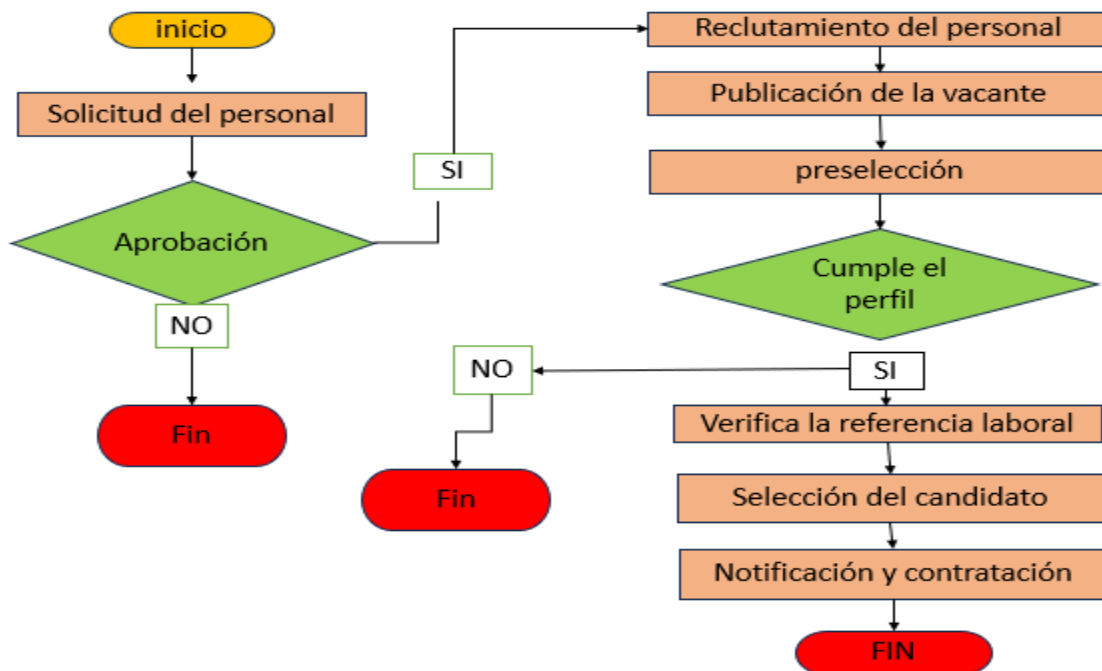 inicio
Solicitud del personal
Aprobación
NO
Fin
SI
Reclutamiento del personal
Publicación de la vacante
preselección
Cumple el
perfil
NO
Fin
SI
Verifica la referencia laboral
Selección del candidato
Notificación y contratación
FIN